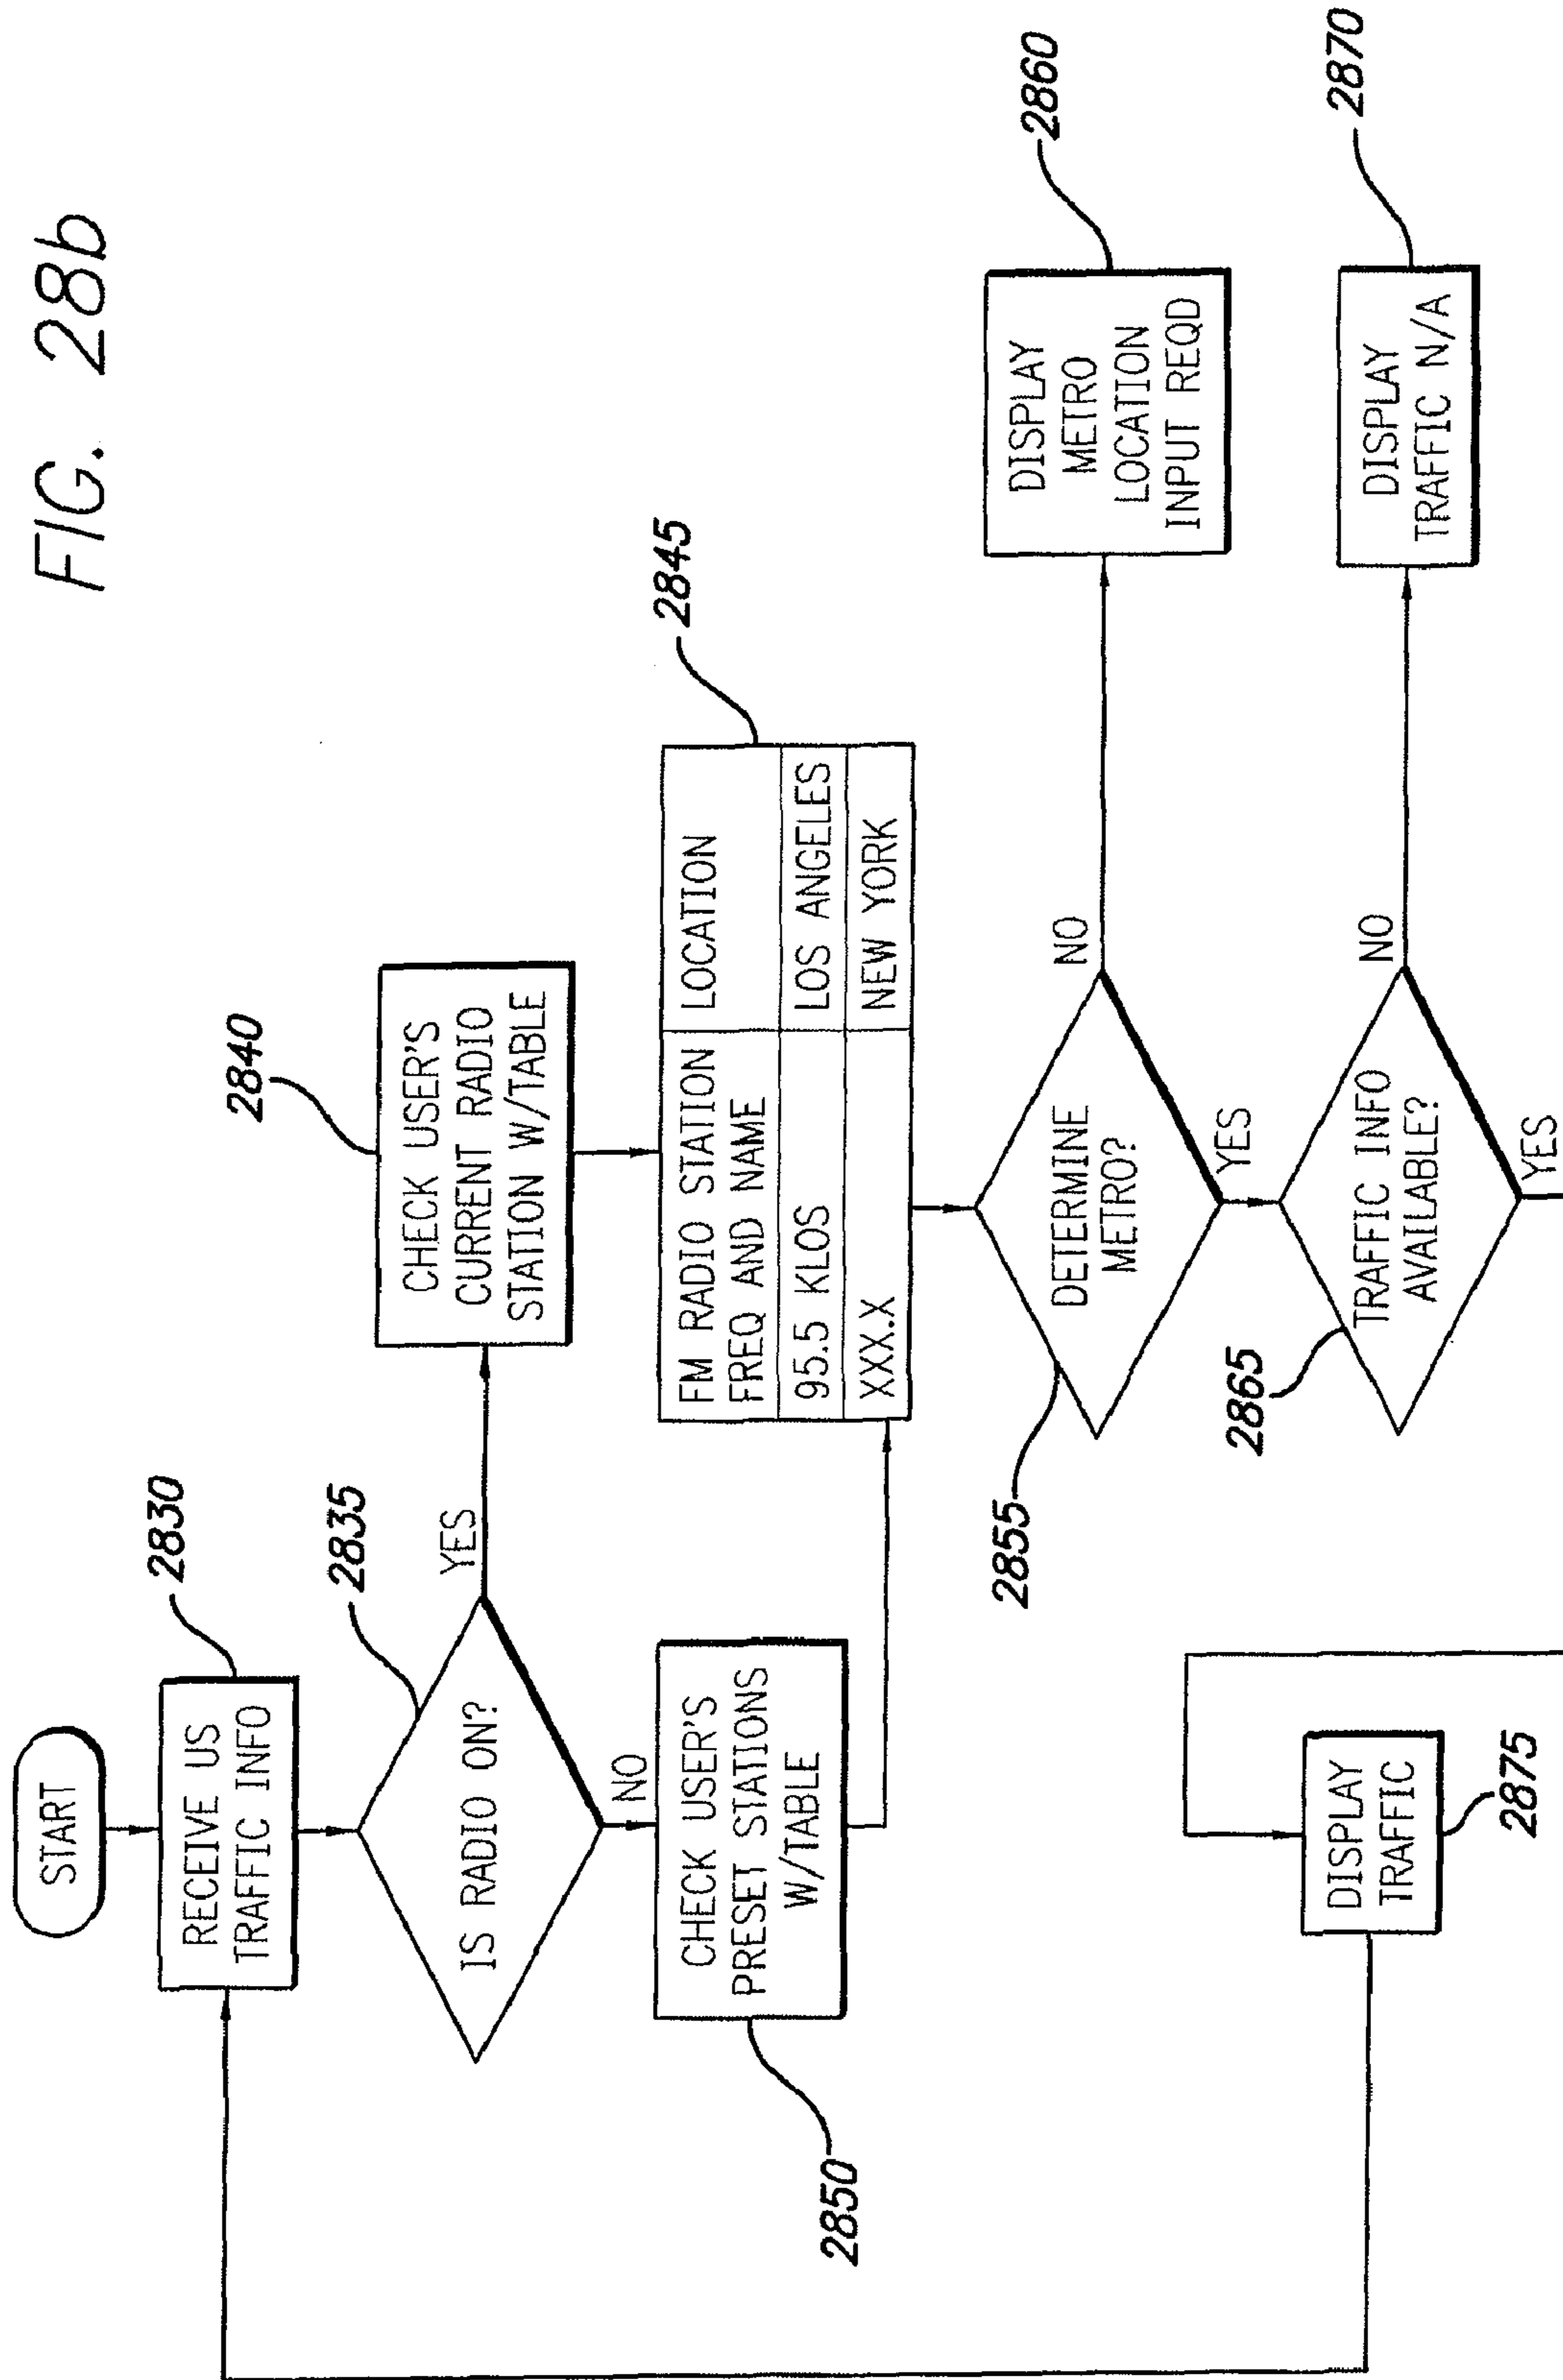 FIG. 28b
START
2830
RECEIVE US
TRAFFIC INFO
2835
IS RADIO ON?
YES
NO
2840
CHECK USER'S
CURRENT RADIO
STATION W/TABLE
2850
CHECK USER'S
PRESET STATIONS
W/TABLE
2845
FM RADIO STATION
FREQ AND NAME
LOCATION
95.5 KLOS
LOS ANGELES
XXX.X
NEW YORK
2855
DETERMINE
METRO?
NO
YES
2860
DISPLAY
METRO
LOCATION
INPUT REQD
2865
TRAFFIC INFO
AVAILABLE?
NO
YES
2870
DISPLAY
TRAFFIC N/A
DISPLAY
TRAFFIC
2875